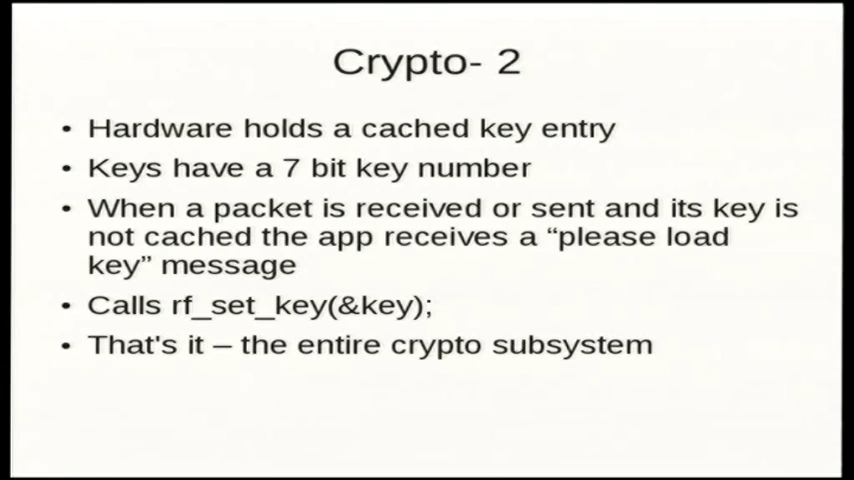 Crypto- 2
• Hardware holds a cached key entry
• Keys have a 7 bit key number
• When a packet is received or sent and its key is
not cached the app receives a “please load
key” message
• Calls rf_set_key(&key);
• That's it – the entire crypto subsystem